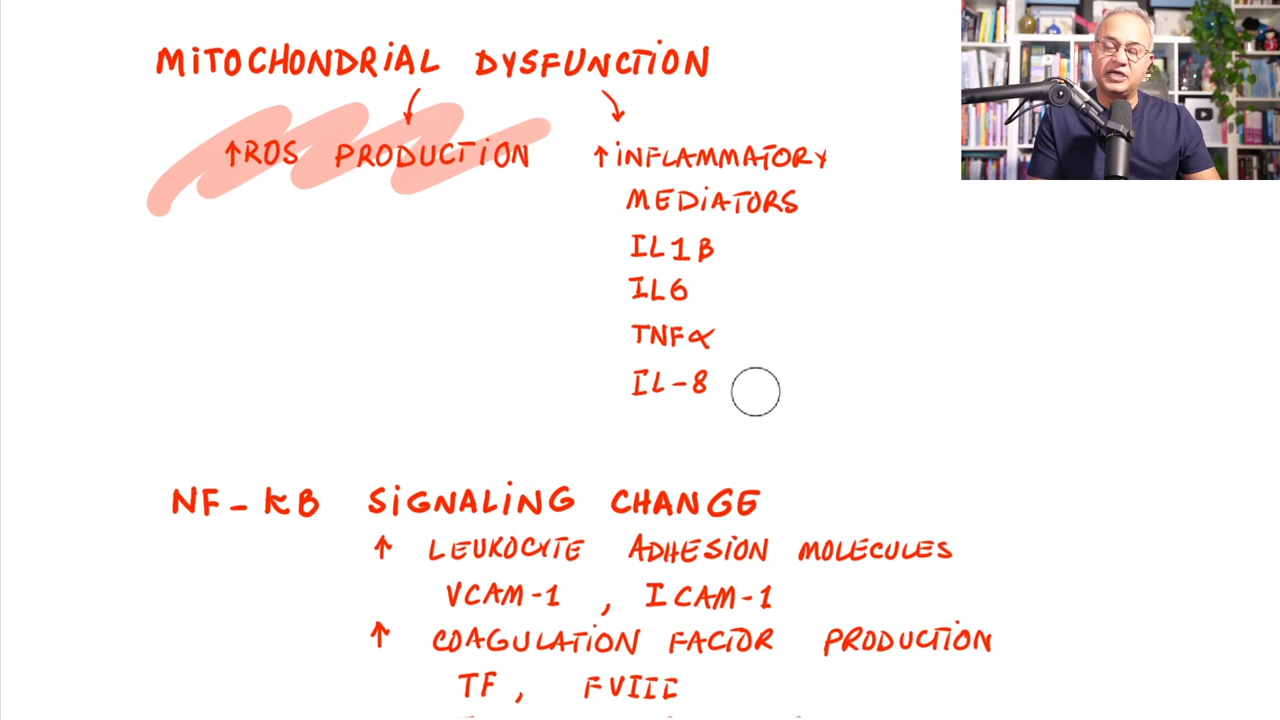 MITOCHONDRIAL DYSFUNCTION
↑ROS PRODUCTION
↑INFLAMMATORY
MEDIATORS
IL1β
IL6
TNFα
IL-8
NF-κB SIGNALING CHANGE
↑ LEUKOCYTE ADHESION MOLECULES
VCAM-1, ICAM-1
↑ COAGULATION FACTOR PRODUCTION
TF, FVIII